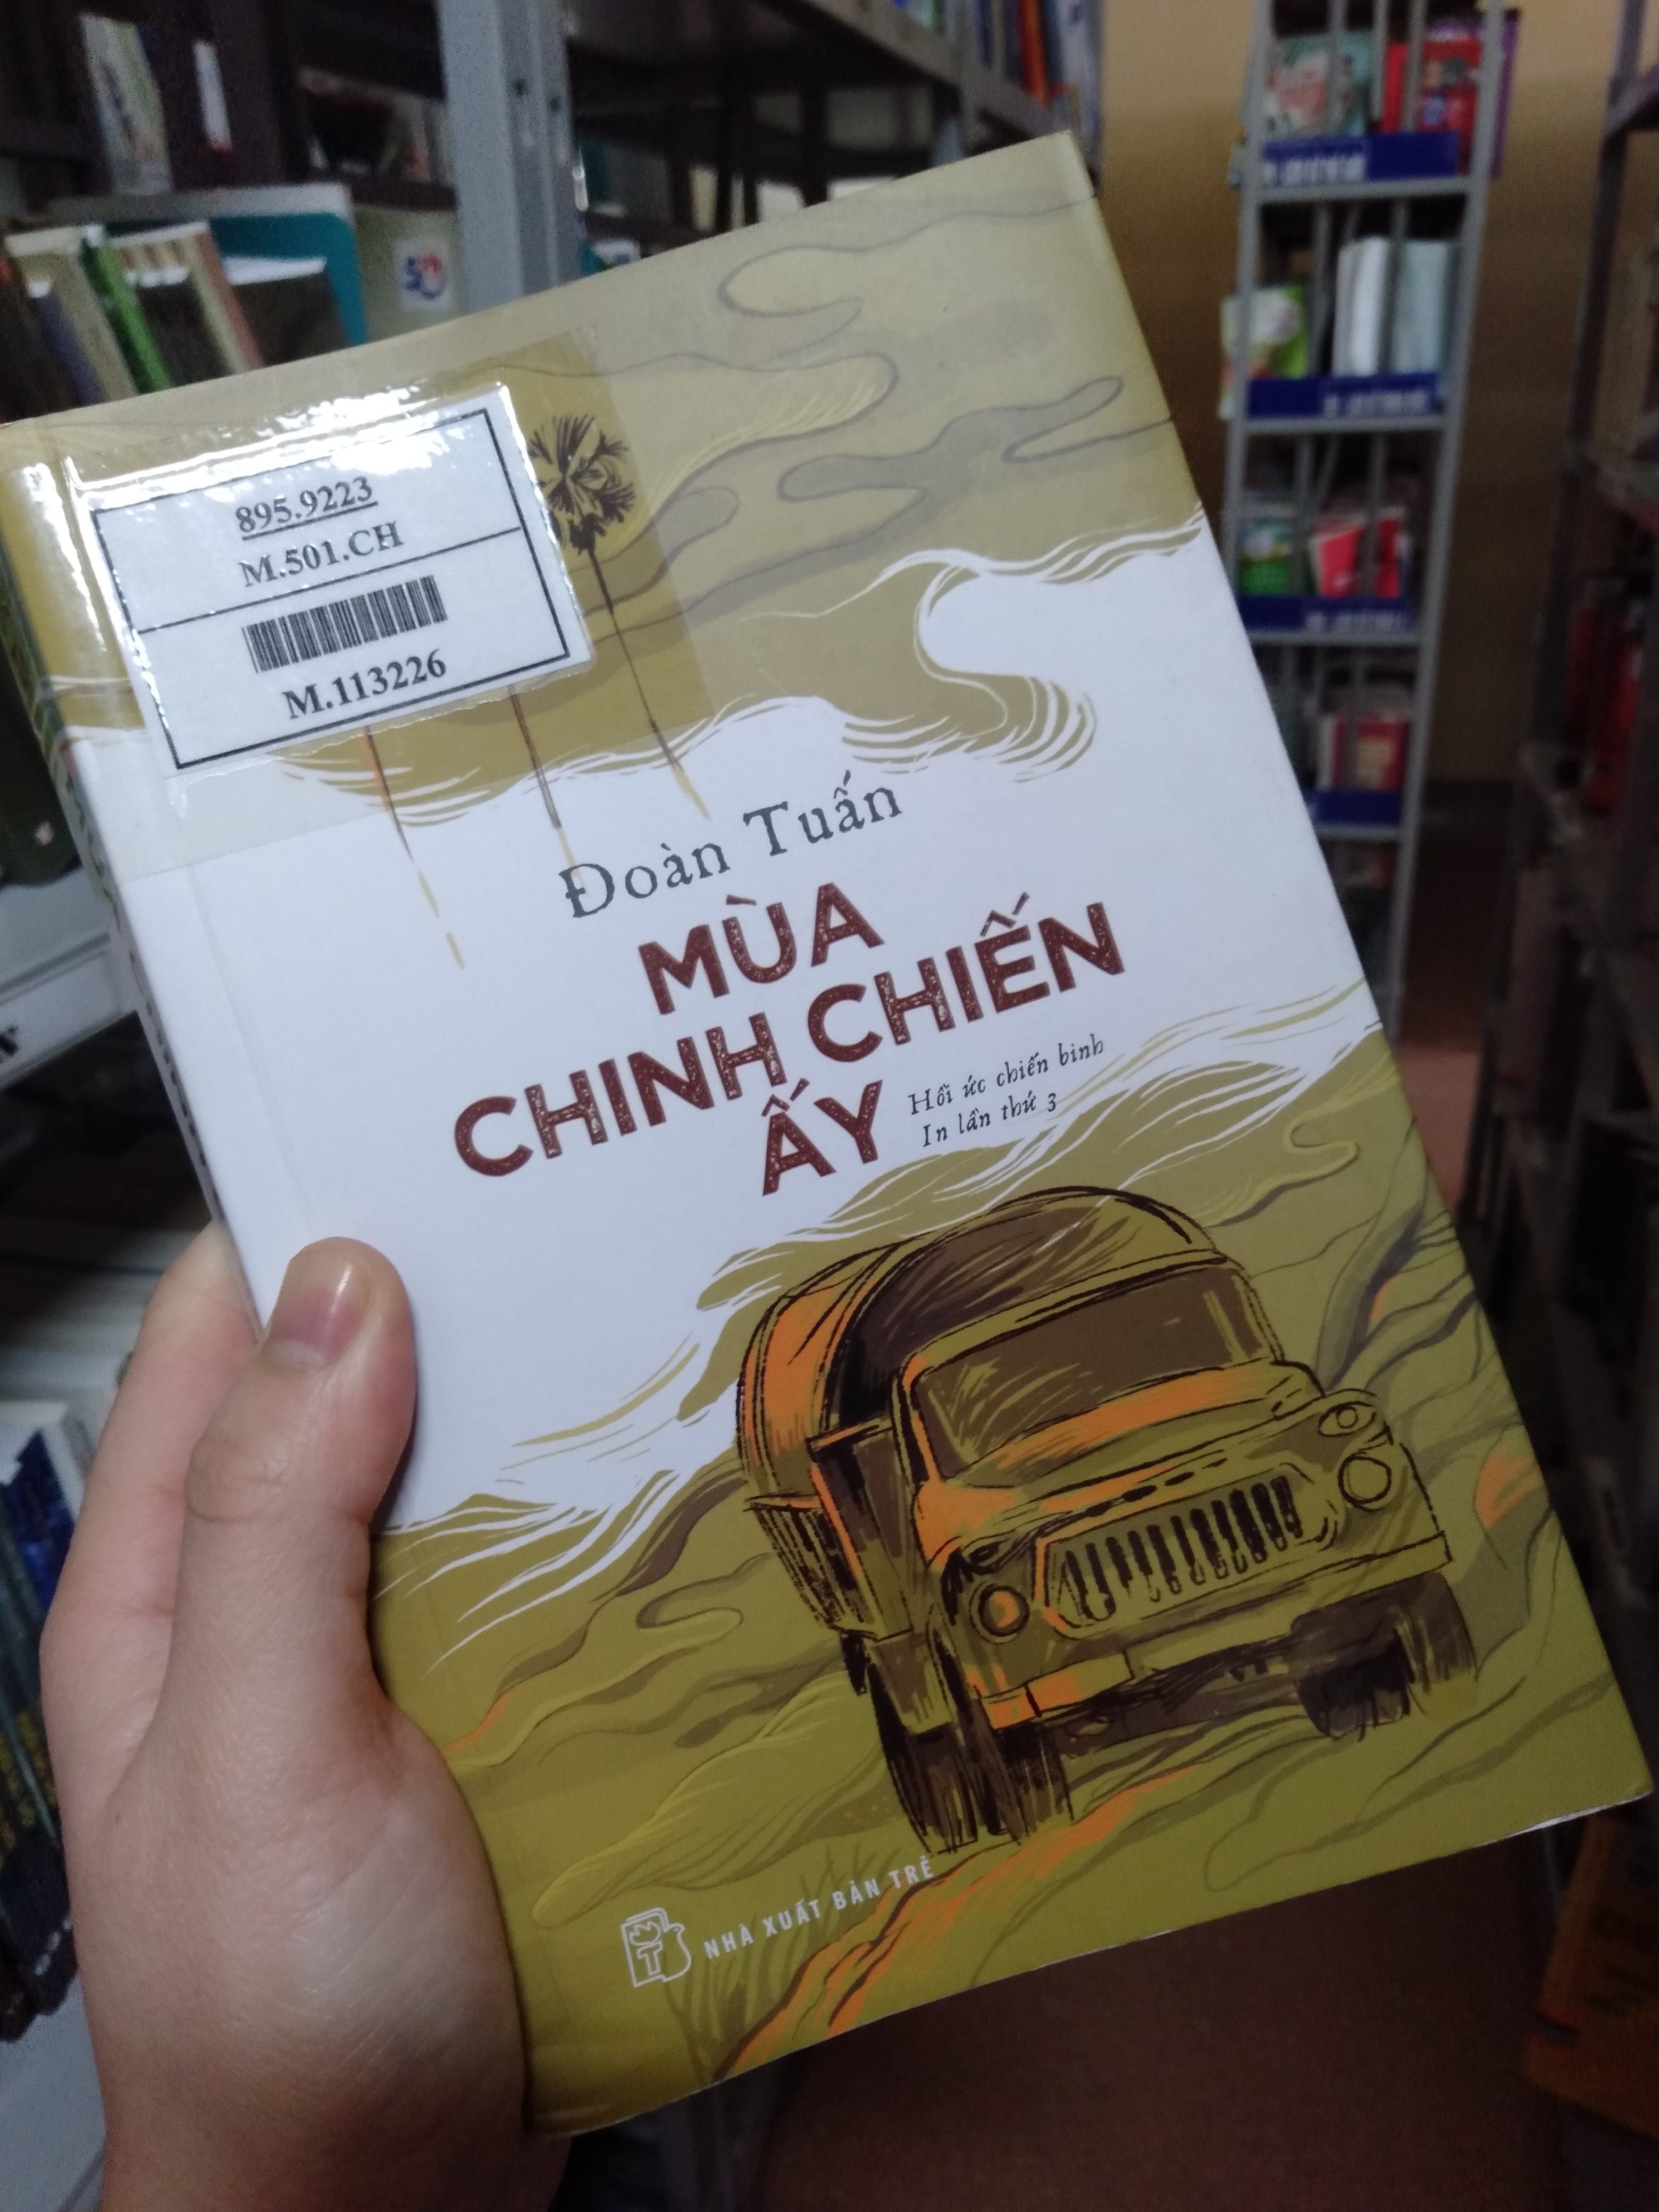 895.9223
M.501.CH
M.113226
Đoàn Tuấn
MÙA
CHINH CHIẾN
ẤY
Hồi ức chiến binh
In lần thứ 3
NHÀ XUẤT BẢN TRẺ